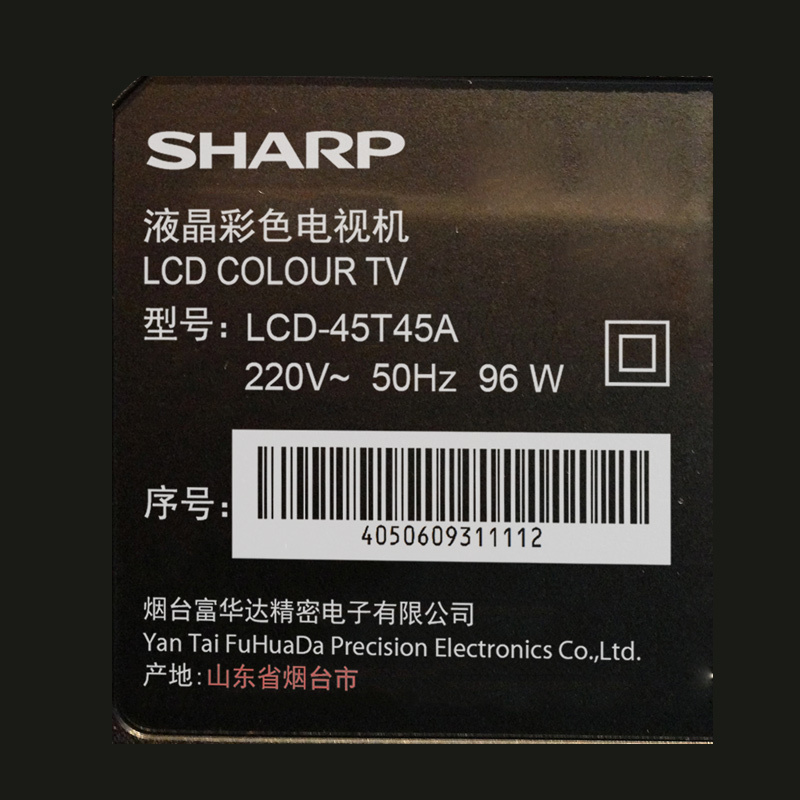 SHARP
液晶彩色电视机
LCD COLOUR TV
型号: LCD-45T45A
220V~ 50Hz 96 W
序号:
4050609311112
烟台富华达精密电子有限公司
Yan Tai FuHuaDa Precision Electronics Co.,Ltd.
产地:山东省烟台市